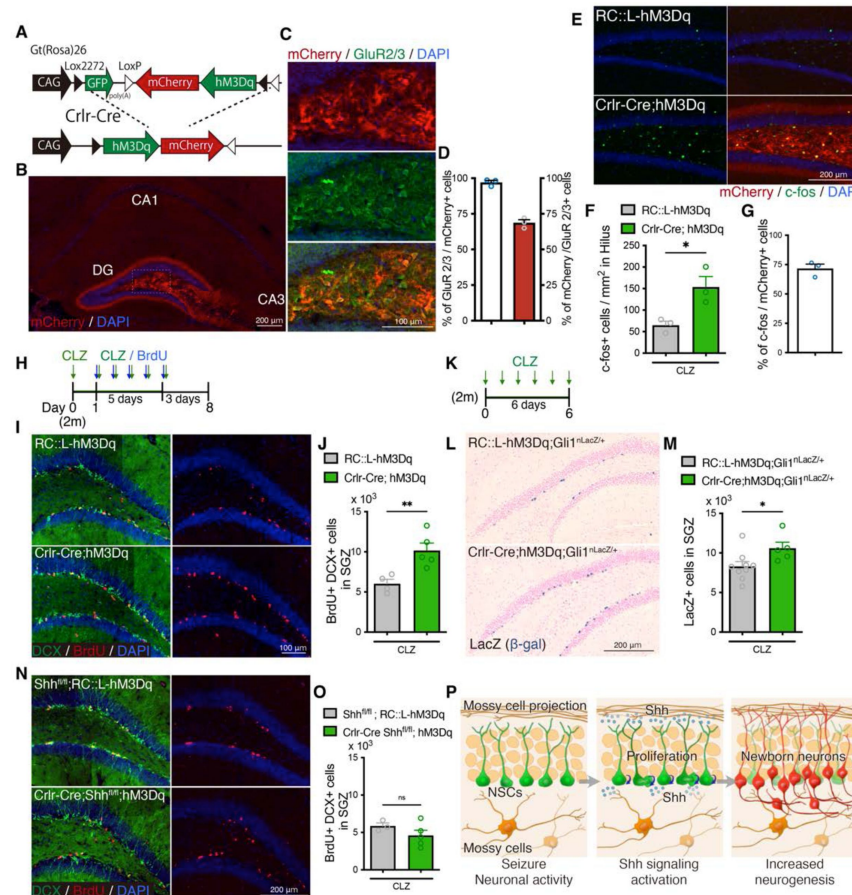 A
Gt(Rosa)26
Lox2272 LoxP
CAG GFP mCherry hM3Dq
poly(A)
Crlr-Cre
CAG hM3Dq mCherry
B
CA1
DG
CA3
mCherry / DAPI
200 µm
C
mCherry / GluR2/3 / DAPI
100 µm
D
% of GluR 2/3 / mCherry+ cells
100
75
50
25
0
% of mCherry /GluR 2/3+ cells
100
75
50
25
0
E
RC::L-hM3Dq
Crlr-Cre;hM3Dq
200 µm
mCherry / c-fos / DAPI
F
RC::L-hM3Dq
Crlr-Cre; hM3Dq
c-fos+ cells / mm² in Hilus
200
150
100
50
0
*
CLZ
G
% of c-fos / mCherry+ cells
100
75
50
25
0
H
CLZ CLZ / BrdU
5 days 3 days
Day 0 1 8
(2m)
I
RC::L-hM3Dq
Crlr-Cre;hM3Dq
DCX / BrdU / DAPI
100 µm
J
RC::L-hM3Dq
Crlr-Cre; hM3Dq
x 10³
BrdU+ DCX+ cells
in SGZ
15
10
5
0
**
CLZ
K
CLZ
(2m)
0 6 days 6
L
RC::L-hM3Dq;Gli1nLacZ/+
Crlr-Cre;hM3Dq;Gli1nLacZ/+
LacZ (β-gal)
200 µm
M
RC::L-hM3Dq;Gli1nLacZ/+
Crlr-Cre;hM3Dq;Gli1nLacZ/+
x 10³
LacZ+ cells in SGZ
20
15
10
5
0
*
CLZ
N
Shhfl/fl;RC::L-hM3Dq
Crlr-Cre;Shhfl/fl;hM3Dq
DCX / BrdU / DAPI
200 µm
O
Shhfl/fl ; RC::L-hM3Dq
Crlr-Cre Shhfl/fl; hM3Dq
x 10³
BrdU+ DCX+ cells
in SGZ
15
10
5
0
ns
CLZ
P
Mossy cell projection
NSCs
Mossy cells
Seizure
Neuronal activity
Shh
Proliferation
Shh
Shh signaling
activation
Newborn neurons
Increased
neurogenesis